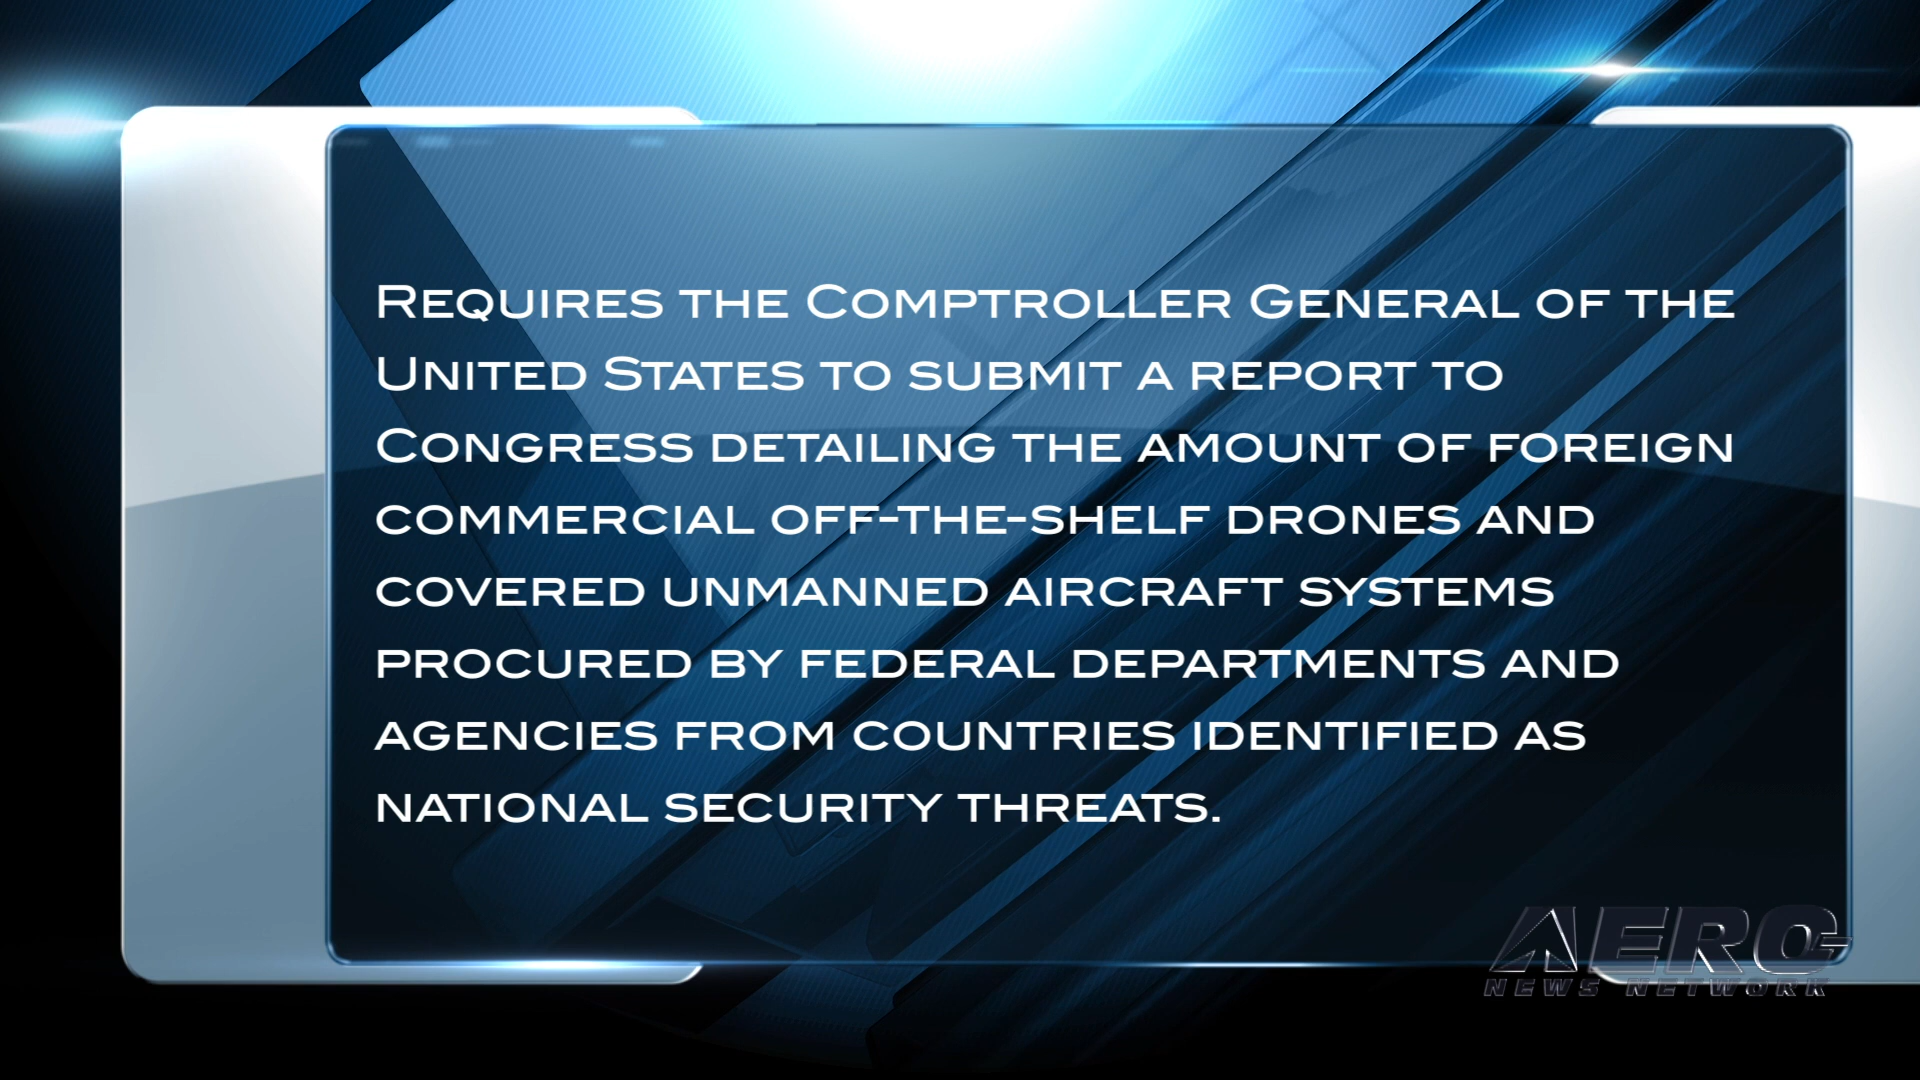 Requires the Comptroller General of the
United States to submit a report to
Congress detailing the amount of foreign
commercial off-the-shelf drones and
covered unmanned aircraft systems
procured by federal departments and
agencies from countries identified as
national security threats.
AERO
NEWS NETWORK